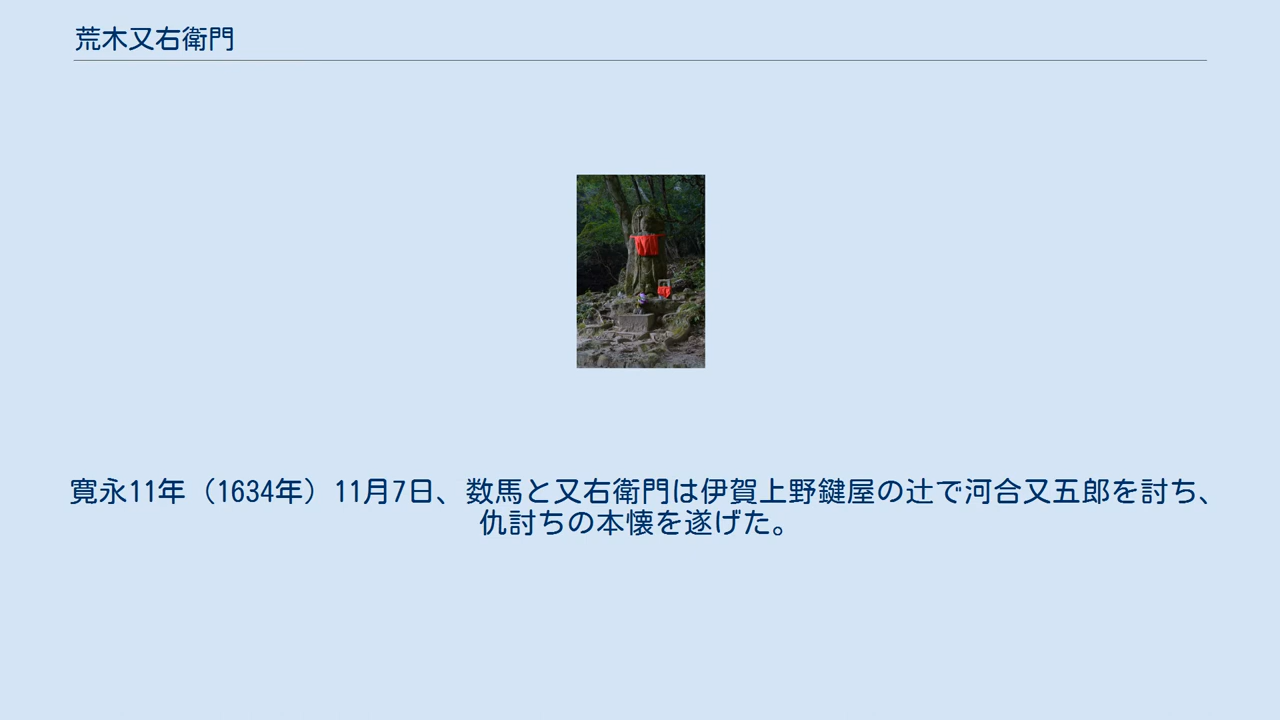 荒木又右衛門
寛永11年（1634年）11月7日、数馬と又右衛門は伊賀上野鍵屋の辻で河合又五郎を討ち、
仇討ちの本懐を遂げた。